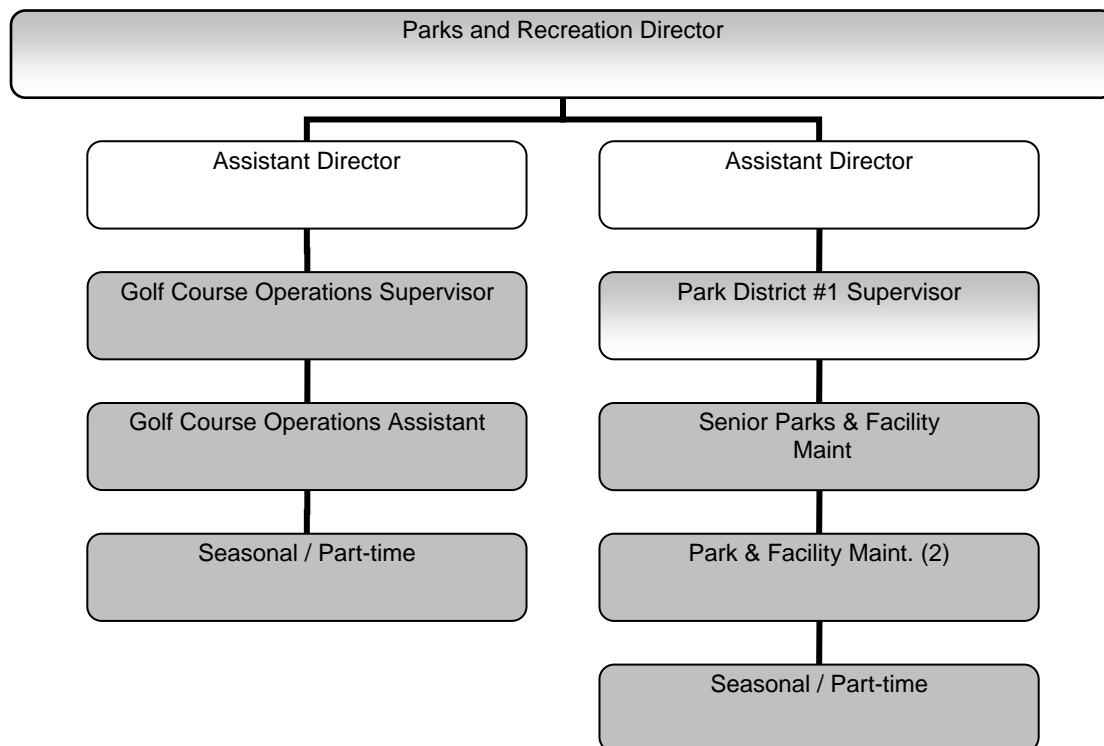 Parks and Recreation Director
Assistant Director
Assistant Director
Golf Course Operations Supervisor
Park District #1 Supervisor
Golf Course Operations Assistant
Senior Parks & Facility
Maint
Seasonal / Part-time
Park & Facility Maint. (2)
Seasonal / Part-time